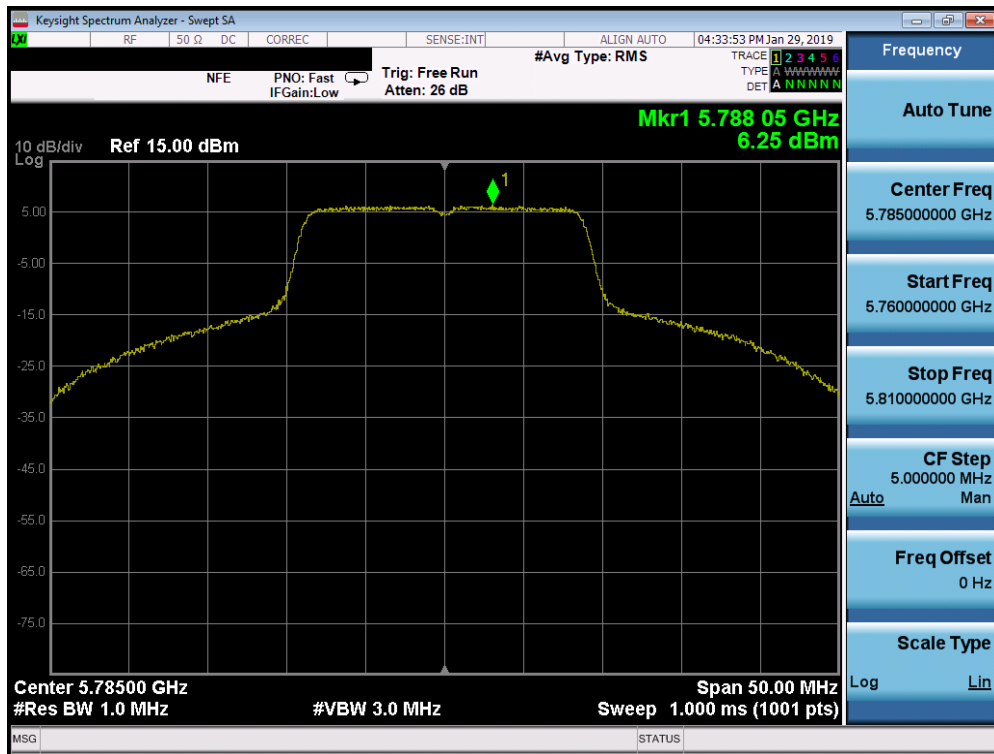 Keysight Spectrum Analyzer - Swept SA
LXI RF 50 Ω DC CORREC SENSE:INT ALIGN AUTO 04:33:53 PM Jan 29, 2019
#Avg Type: RMS
TRACE 1 2 3 4 5 6
TYPE A WWWWW
DET A N N N N N
NFE
PNO: Fast
IFGain:Low
Trig: Free Run
Atten: 26 dB
Mkr1 5.788 05 GHz
6.25 dBm
10 dB/div Ref 15.00 dBm
Log
1
5.00
-5.00
-15.0
-25.0
-35.0
-45.0
-55.0
-65.0
-75.0
Center 5.78500 GHz
Span 50.00 MHz
#Res BW 1.0 MHz
#VBW 3.0 MHz
Sweep 1.000 ms (1001 pts)
MSG
STATUS
Frequency
Auto Tune
Center Freq
5.785000000 GHz
Start Freq
5.760000000 GHz
Stop Freq
5.810000000 GHz
CF Step
5.000000 MHz
Auto Man
Freq Offset
0 Hz
Scale Type
Log Lin